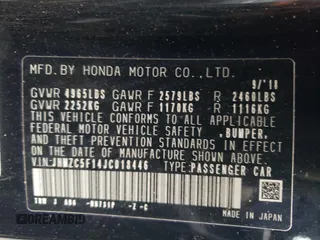 MFD.BY HONDA MOTOR CO.,LTD. 9/'18
GVWR 4965LBS GAWR F 2579LBS R 2460LBS
GVWR 2252KG GAWR F 1170KG R 1116KG
THIS VEHICLE CONFORMS TO ALL APPLICABLE
FEDERAL MOTOR VEHICLE SAFETY, BUMPER,
AND THEFT PREVENTION STANDARDS IN EFFECT
ON THE DATE OF MANUFACTURE SHOWN ABOVE.
VIN: TYPE:PASSENGER CAR
MADE IN JAPAN